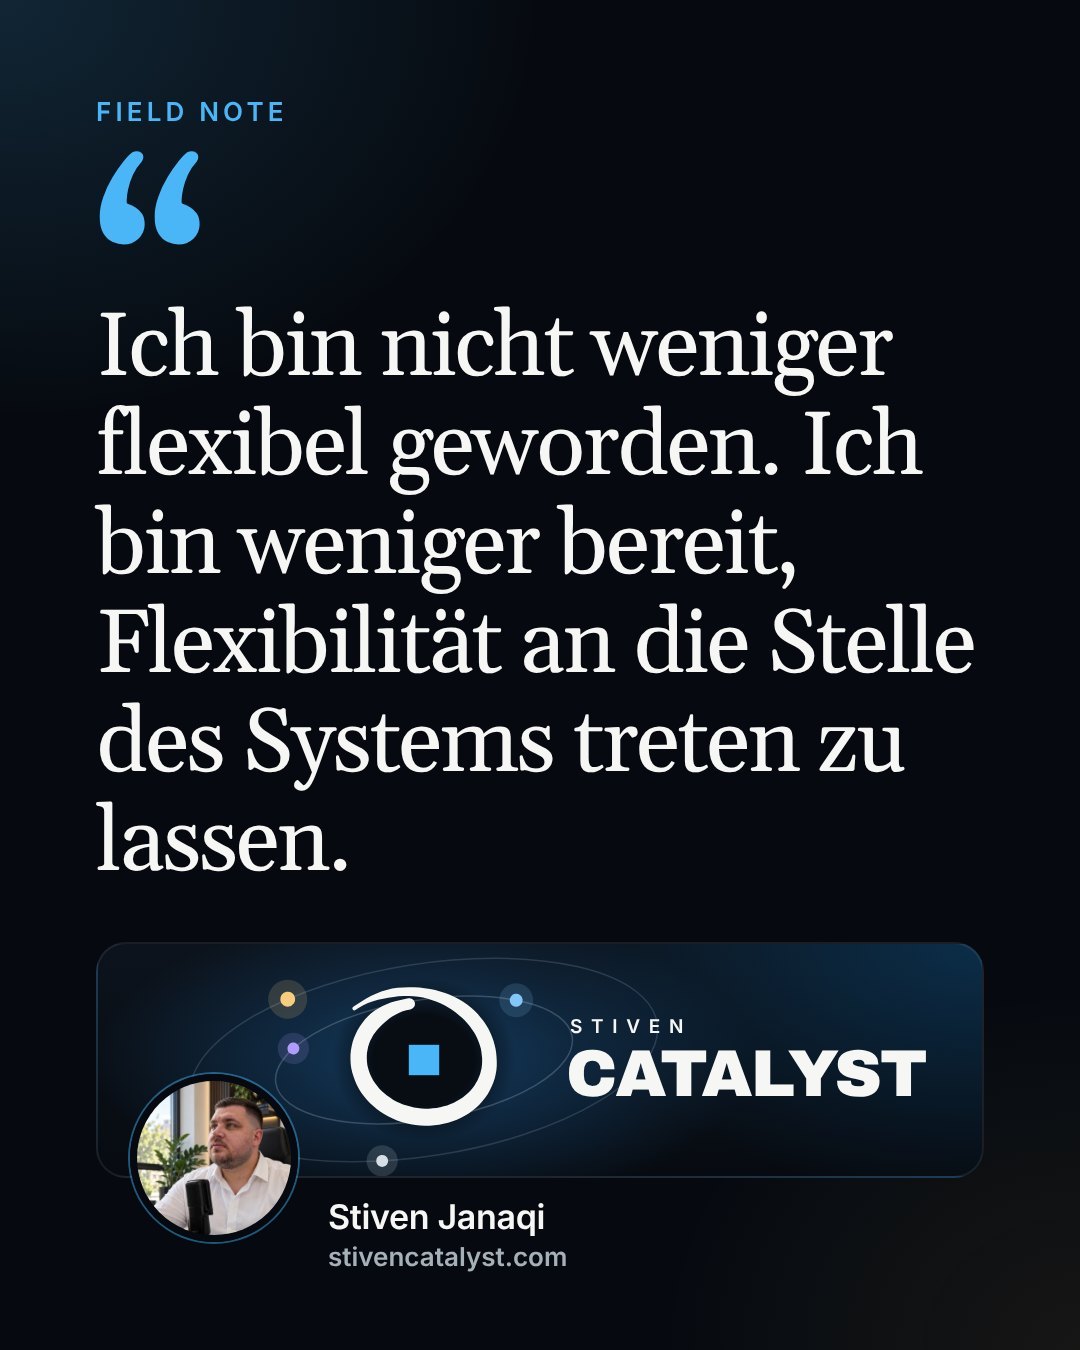 FIELD NOTE
“
Ich bin nicht weniger
flexibel geworden. Ich
bin weniger bereit,
Flexibilität an die Stelle
des Systems treten zu
lassen.
STIVEN
CATALYST
Stiven Janaqi
stivencatalyst.com